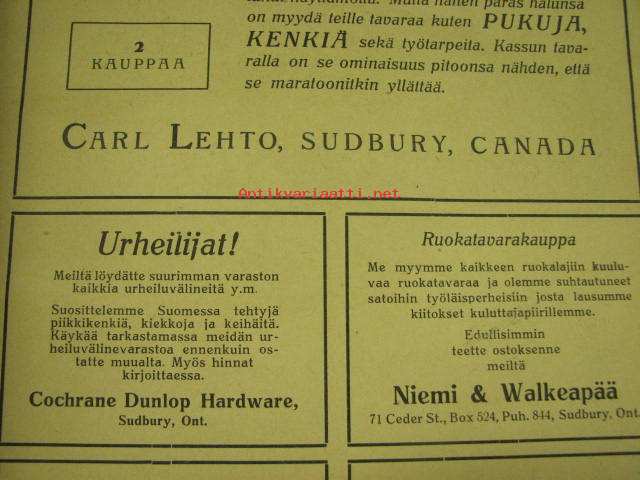 on myydä teille tavaraa kuten PUKUJA,
KENKIÄ sekä työtarpeita. Kassun tava-
ralla on se ominaisuus pitoonsa nähden, että
se maratoonitkin yllättää.
2
KAUPPAA
CARL LEHTO, SUDBURY, CANADA
Antikvariaatti.net
Urheilijat!
Meiltä löydätte suurimman varaston
kaikkia urheiluvälineitä y.m.
Suosittelemme Suomessa tehtyjä
piikkikenkiä, kiekkoja ja keihäitä.
Käykää tarkastamassa meidän ur-
heiluvälinevarastoa ennenkuin os-
tatte muualta. Myös hinnat
kirjoittaessa.
Cochrane Dunlop Hardware,
Sudbury, Ont.
Ruokatavarakauppa
Me myymme kaikkeen ruokalajiin kuulu-
vaa ruokatavaraa ja olemme suhtautuneet
satoihin työläisperheisiin josta lausumme
kiitokset kuluttajapiirillemme.
Edullisimmin
teette ostoksenne
meiltä
Niemi & Walkeapää
71 Ceder St., Box 524, Puh. 844, Sudbury, Ont.